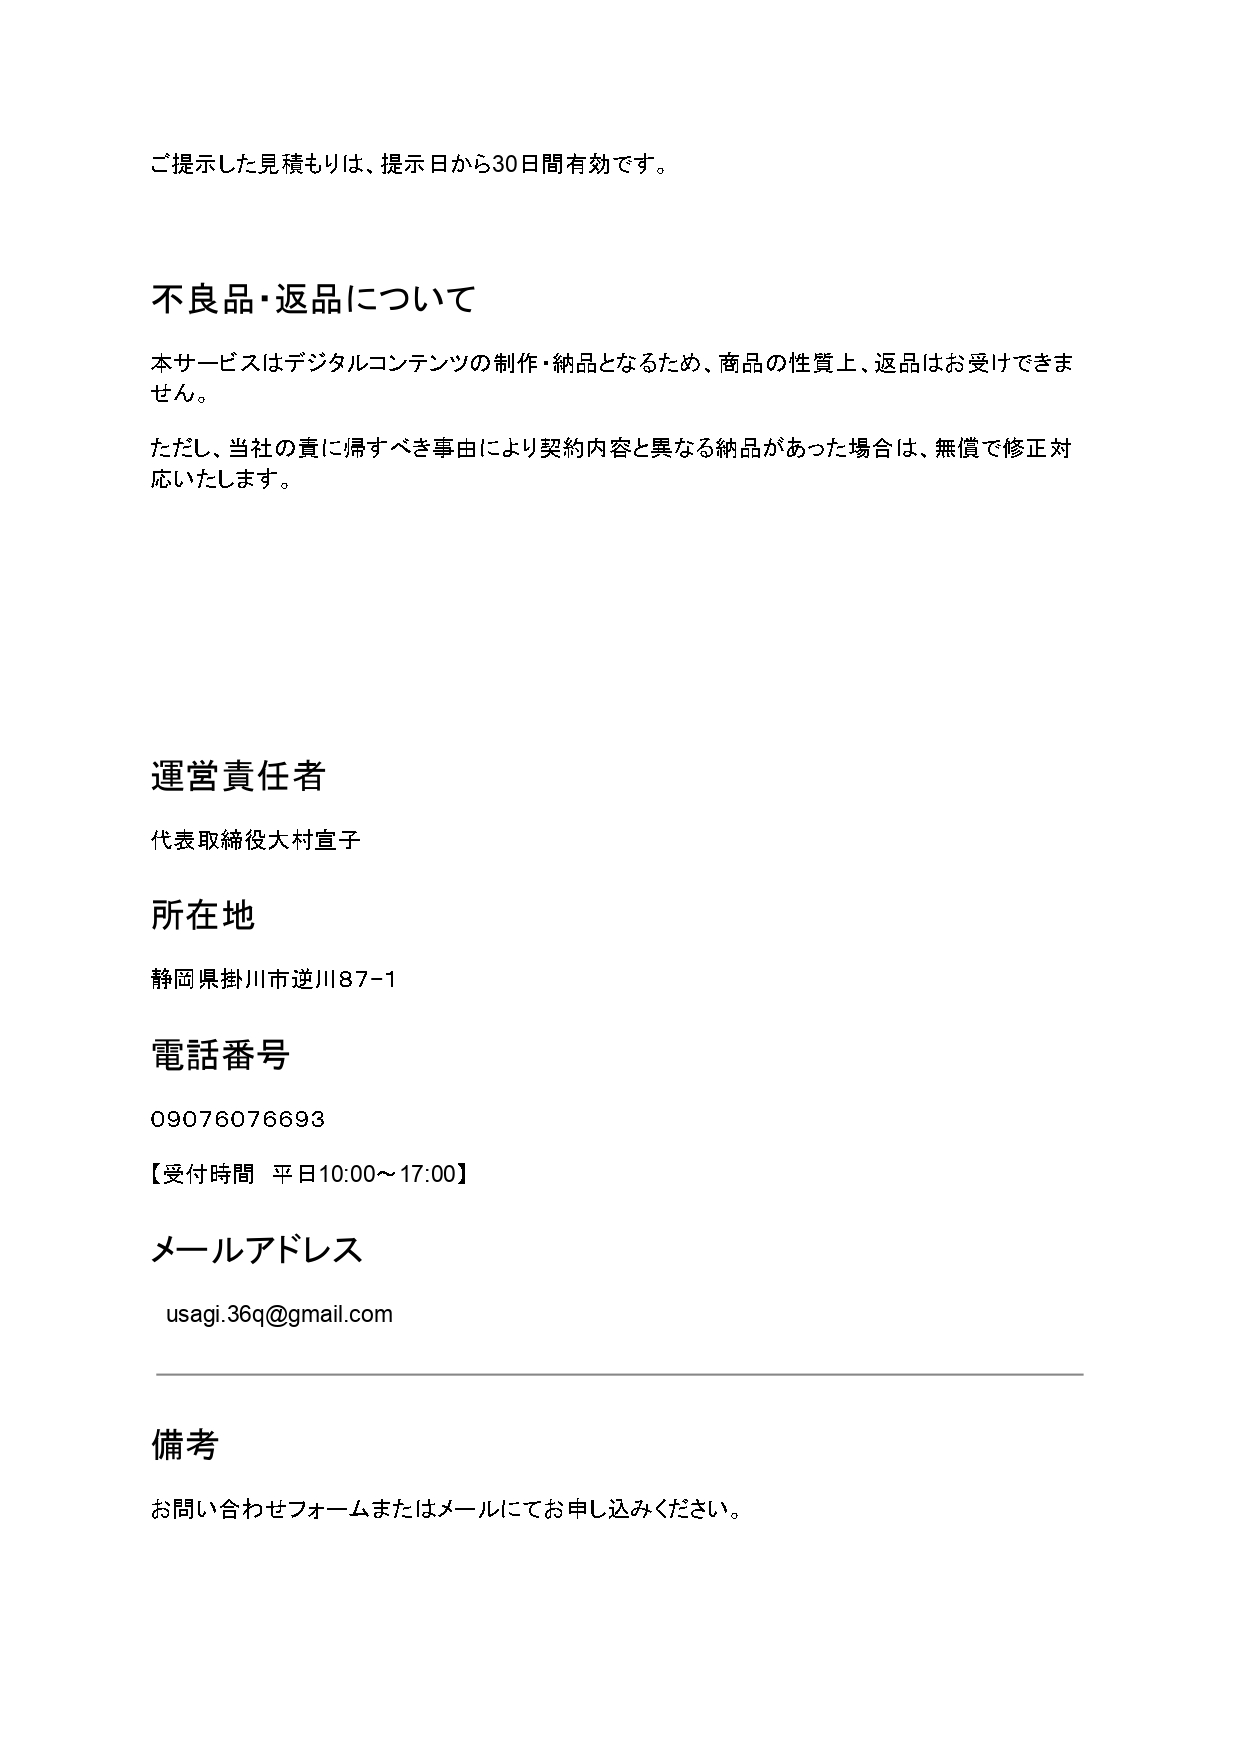 ご提示した見積もりは、提示日から30日間有効です。
不良品・返品について
本サービスはデジタルコンテンツの制作・納品となるため、商品の性質上、返品はお受けできま
せん。
ただし、当社の責に帰すべき事由により契約内容と異なる納品があった場合は、無償で修正対
応いたします。
運営責任者
代表取締役大村宣子
所在地
静岡県掛川市逆川８７−１
電話番号
０９０７６０７６６９３
【受付時間　平日10:00～17:00】
メールアドレス
usagi.36q@gmail.com
備考
お問い合わせフォームまたはメールにてお申し込みください。